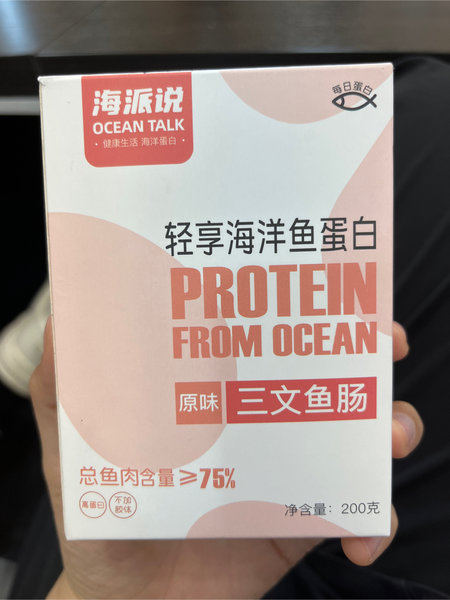 海派说
OCEAN TALK
·健康生活 海洋蛋白·
每日蛋白
轻享海洋鱼蛋白
PROTEIN
FROM OCEAN
原味 三文鱼肠
总鱼肉含量≥75%
高蛋白
不加
胶体
净含量：200克